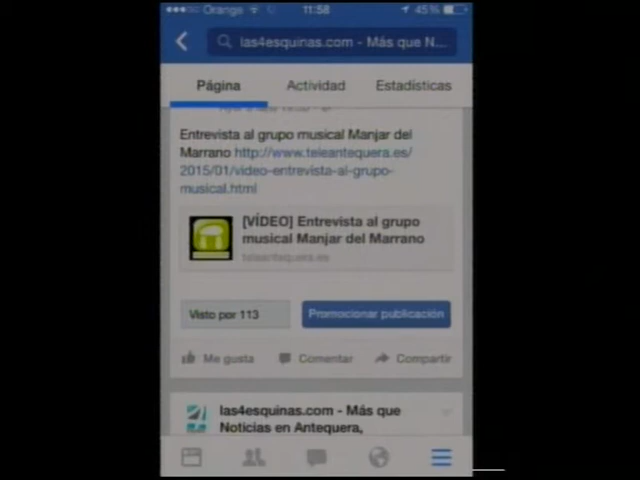 Orange 11:58 45%
las4esquinas.com - Más que N...
Página Actividad Estadísticas
Entrevista al grupo musical Manjar del
Marrano http://www.teleantequera.es/
2015/01/video-entrevista-al-grupo-
musical.html
[VÍDEO] Entrevista al grupo
musical Manjar del Marrano
teleantequera.es
Visto por 113 Promocionar publicación
Me gusta Comentar Compartir
las4esquinas.com - Más que
Noticias en Antequera,